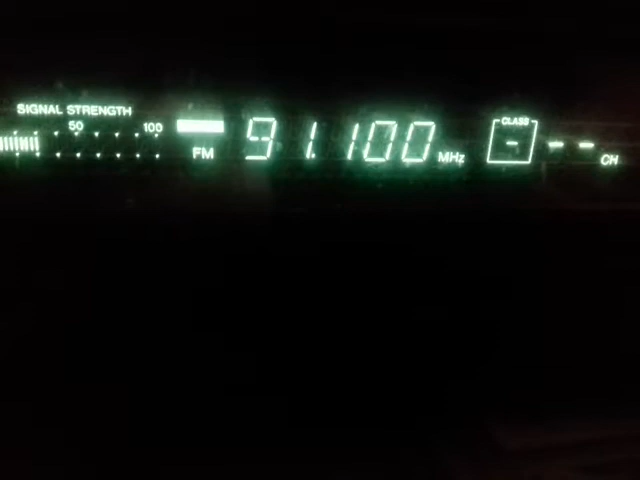 SIGNAL STRENGTH
50 100
FM 91.100 MHz
CLASS
- -- CH